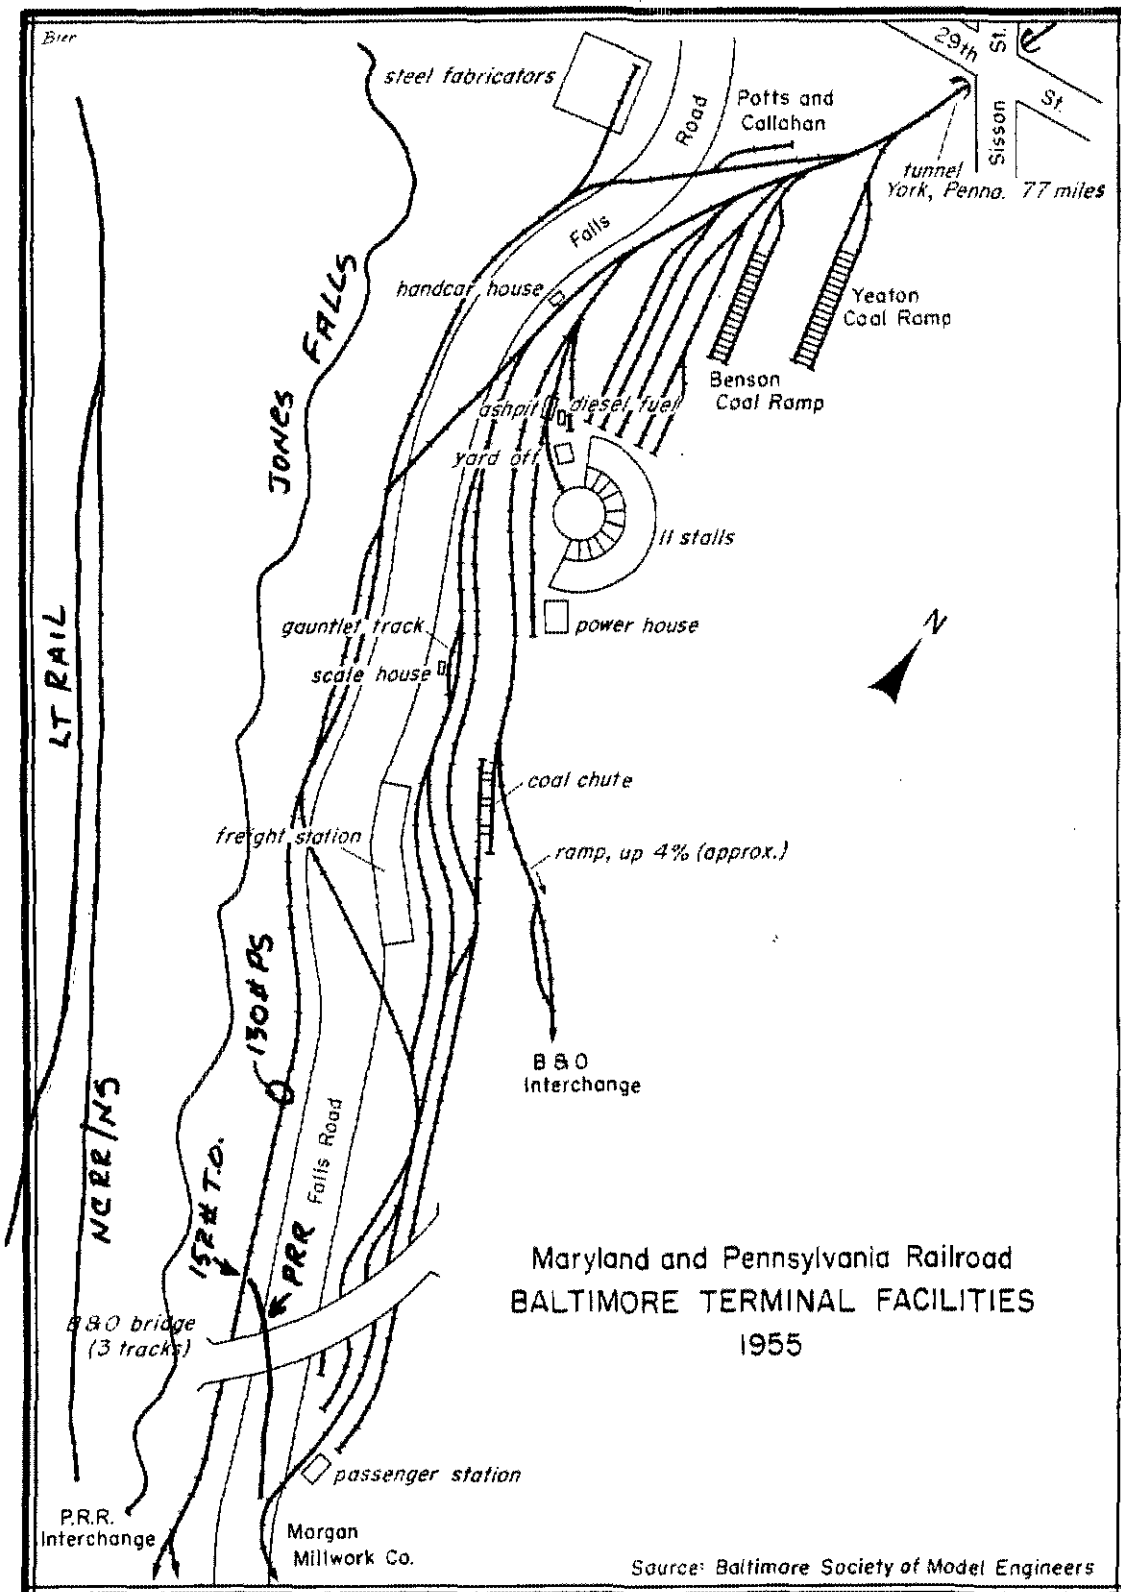 Bier
steel fabricators
29th
St.
St.
Sisson
Road
Potts and
Callahan
tunnel
York, Penna. 77 miles
Falls
handcar house
Yeaton
Coal Ramp
JONES FALLS
Benson
Coal Ramp
ashpit
diesel fuel
yard off
11 stalls
gauntlet track
power house
N
scale house
LT RAIL
coal chute
freight station
ramp, up 4% (approx.)
130# PS
B&O
Interchange
NCRR/NS
Falls Road
152# T.O.
PRR
Maryland and Pennsylvania Railroad
BALTIMORE TERMINAL FACILITIES
1955
B&O bridge
(3 tracks)
passenger station
P.R.R.
Interchange
Morgan
Millwork Co.
Source: Baltimore Society of Model Engineers